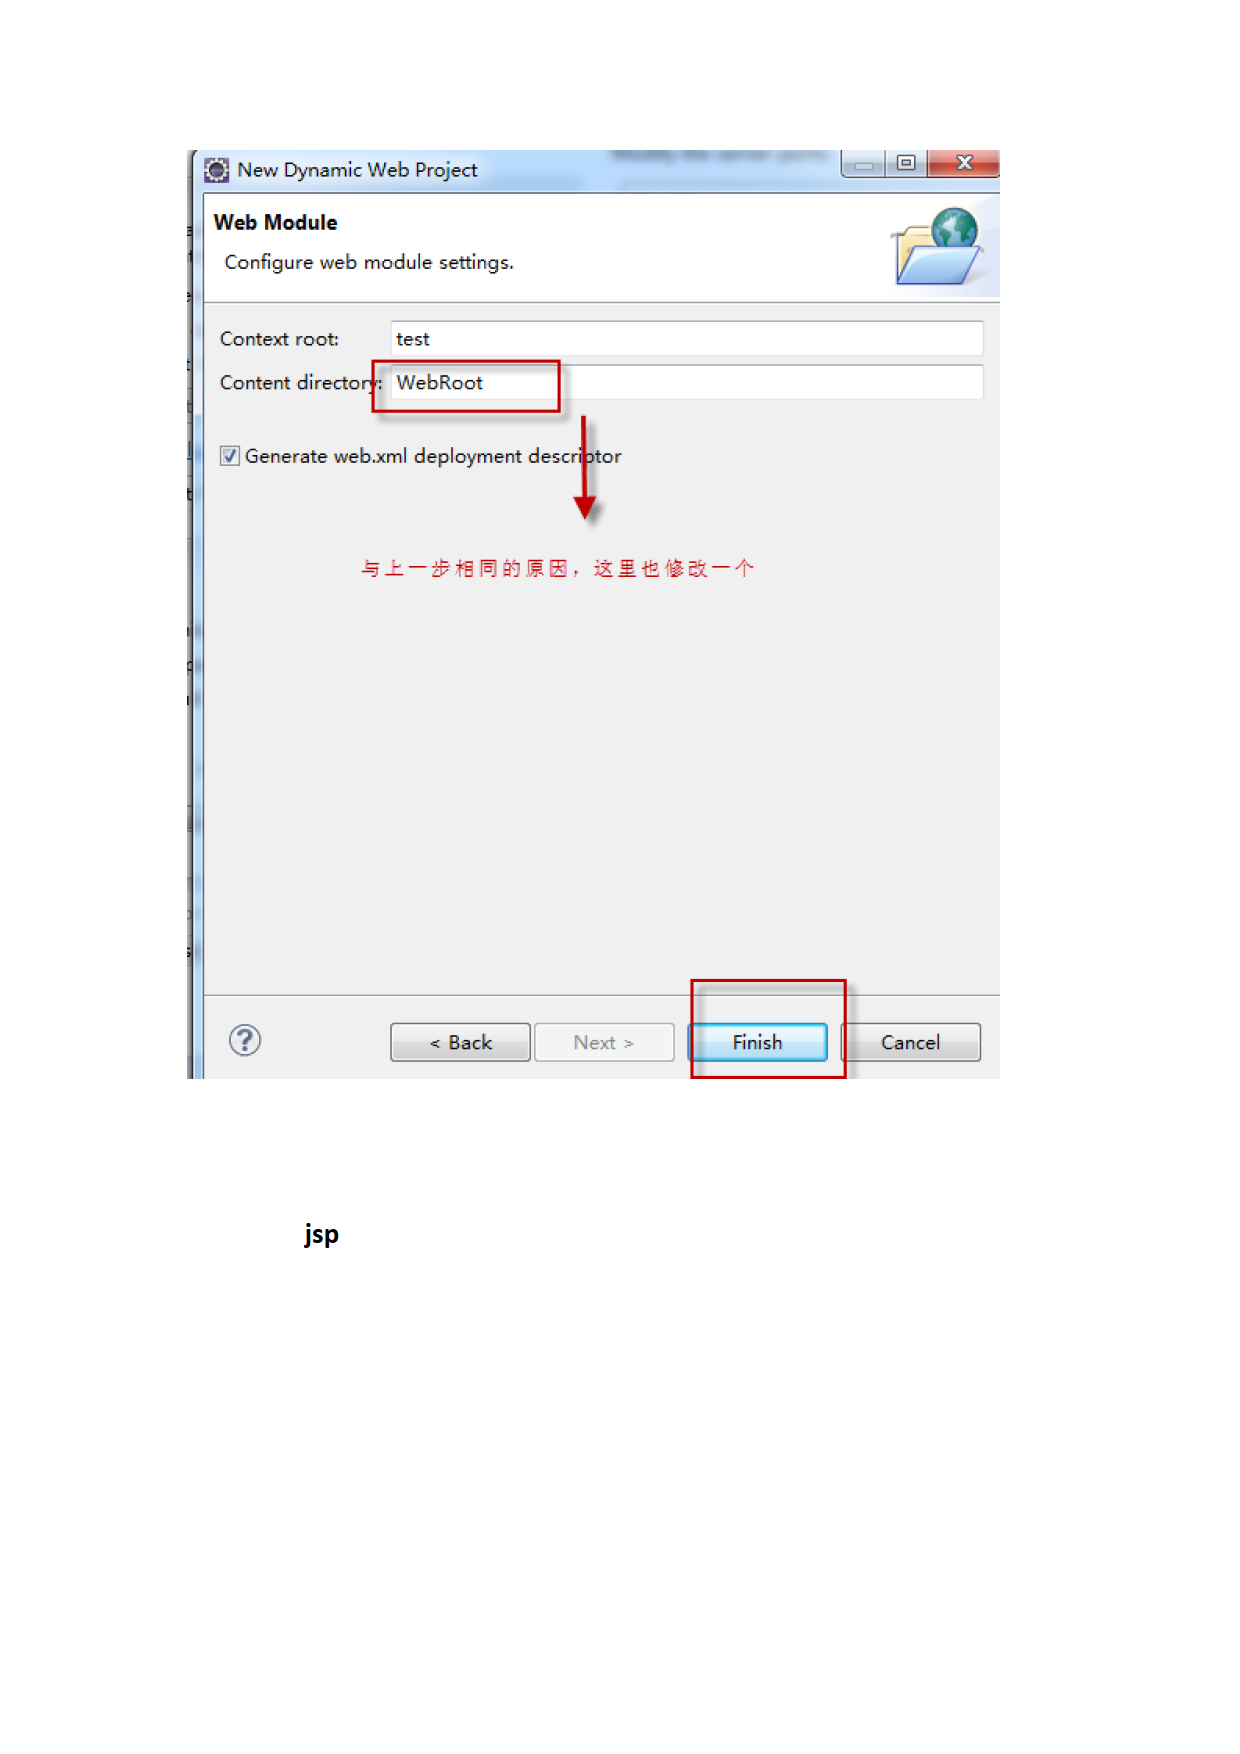 New Dynamic Web Project
Web Module
Configure web module settings.
Context root: test
Content directory: WebRoot
Generate web.xml deployment descriptor
与上一步相同的原因，这里也修改一个
< Back Next > Finish Cancel
jsp